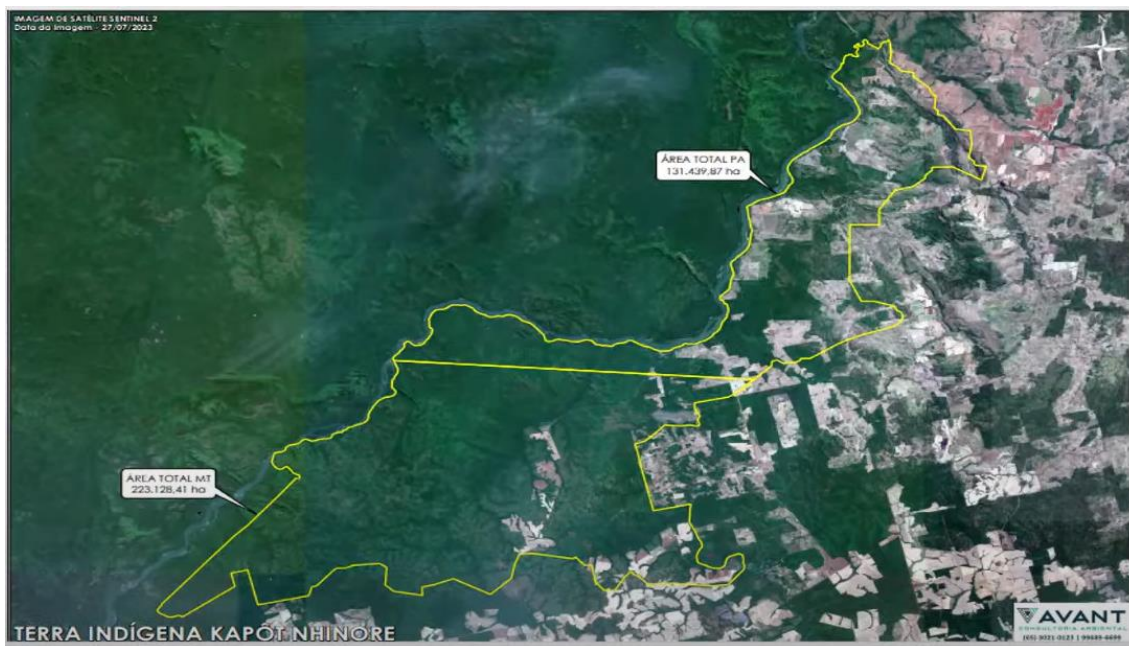 IMAGEM DE SATÉLITE SENTINEL 2
Data da Imagem - 27/07/2023
ÁREA TOTAL PA
131.439,87 ha
ÁREA TOTAL MT
223.128,41 ha
TERRA INDÍGENA KAPÔT NHINORE
AVANT
CONSULTORIA AMBIENTAL